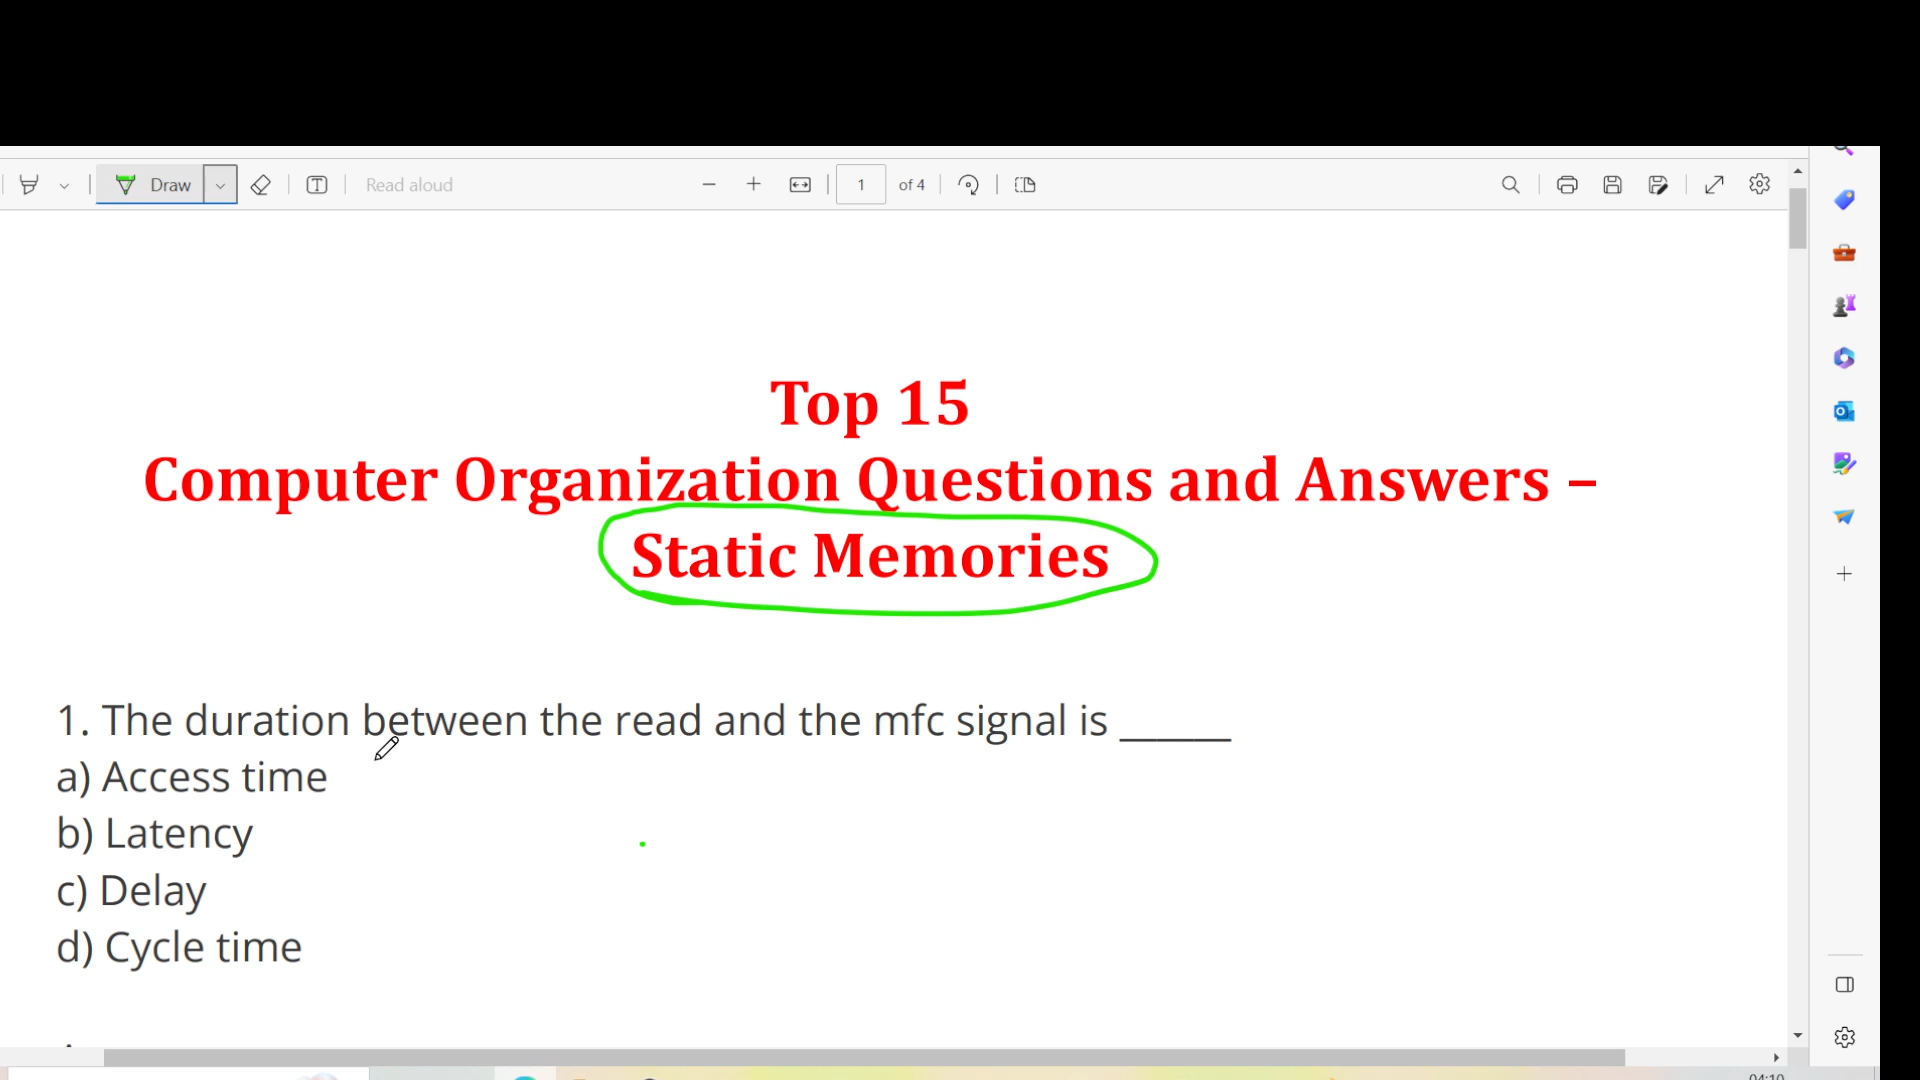 Draw
Read aloud
1
of 4
Top 15
Computer Organization Questions and Answers –
Static Memories
1. The duration between the read and the mfc signal is ______
a) Access time
b) Latency
c) Delay
d) Cycle time